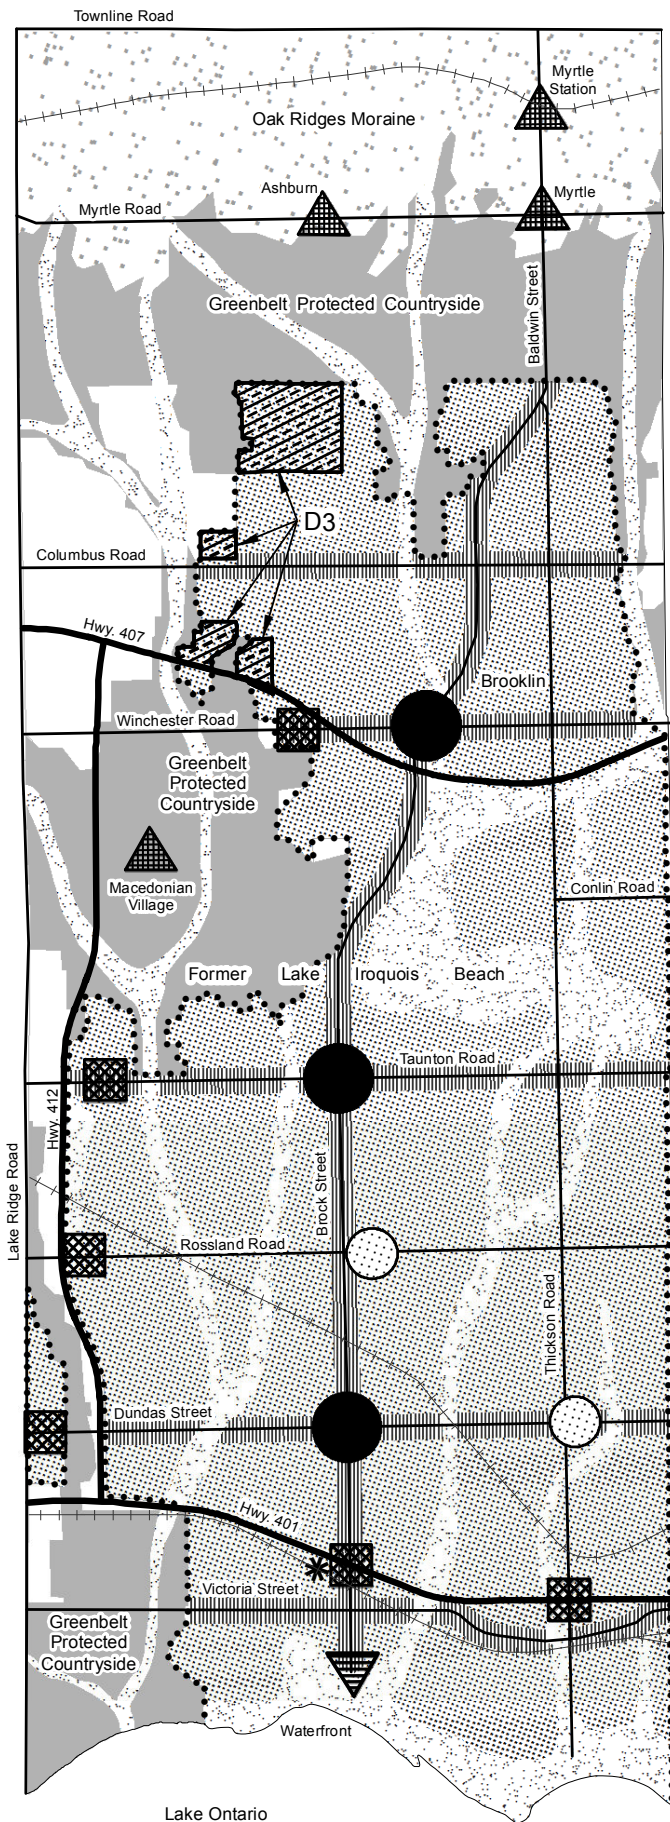 Townline Road
Myrtle
Station
Oak Ridges Moraine
Ashburn
Myrtle
Myrtle Road
Baldwin Street
Greenbelt Protected Countryside
D3
Columbus Road
Hwy. 407
Brooklin
Winchester Road
Greenbelt
Protected
Countryside
Macedonian
Village
Conlin Road
Former Lake Iroquois Beach
Taunton Road
Hwy. 412
Lake Ridge Road
Brock Street
Rossland Road
Thickson Road
Dundas Street
Hwy. 401
Victoria Street
Greenbelt
Protected
Countryside
Waterfront
Lake Ontario